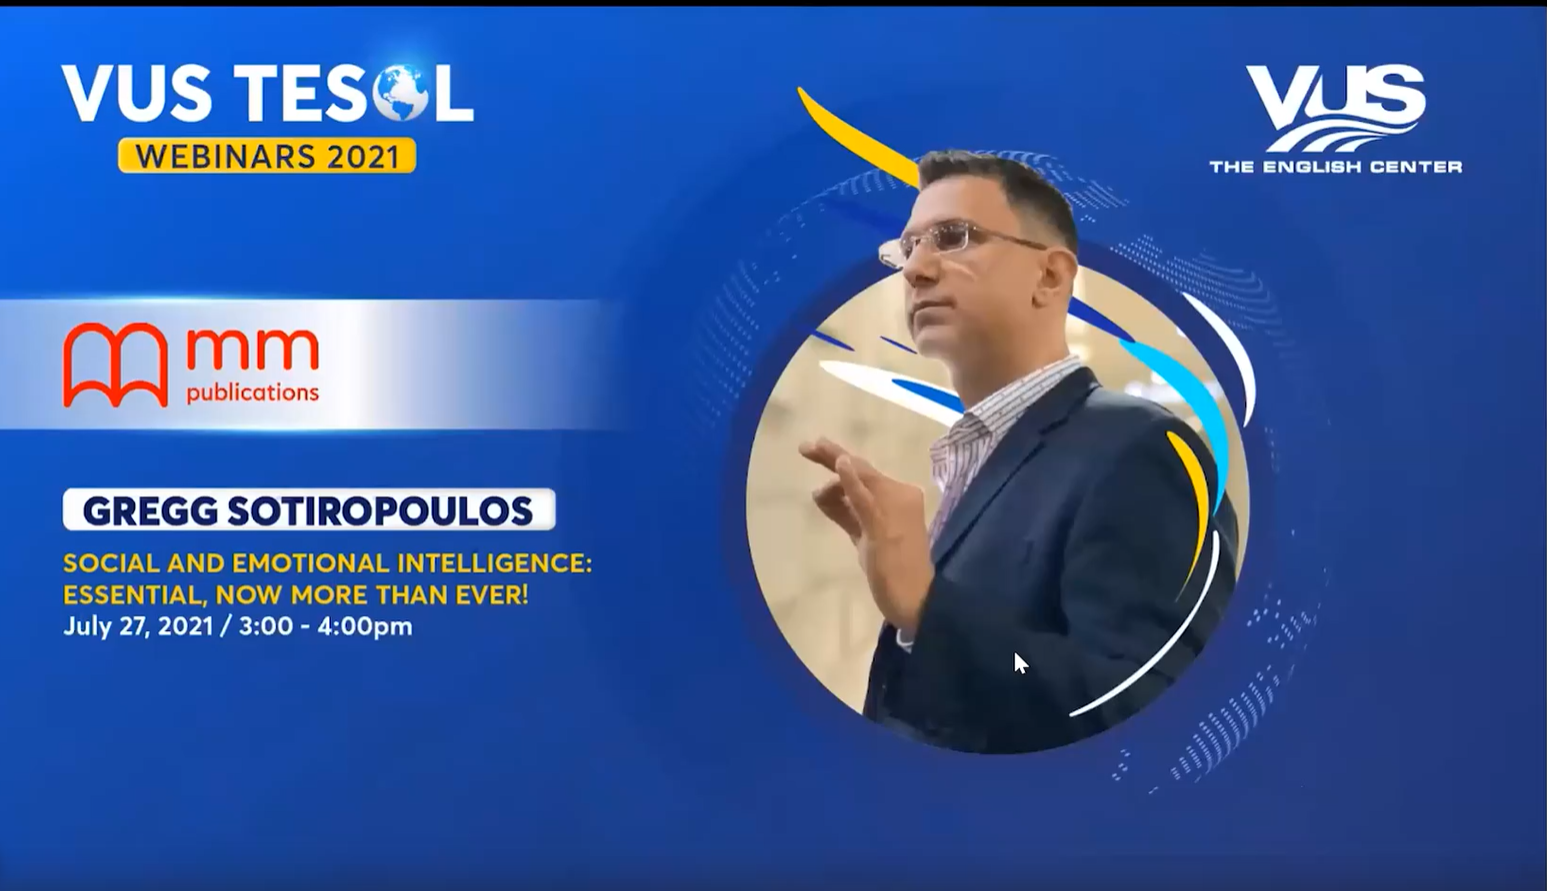 VUS TESOL
WEBINARS 2021
VUS
THE ENGLISH CENTER
mm
publications
GREGG SOTIROPOULOS
SOCIAL AND EMOTIONAL INTELLIGENCE:
ESSENTIAL, NOW MORE THAN EVER!
July 27, 2021 / 3:00 - 4:00pm